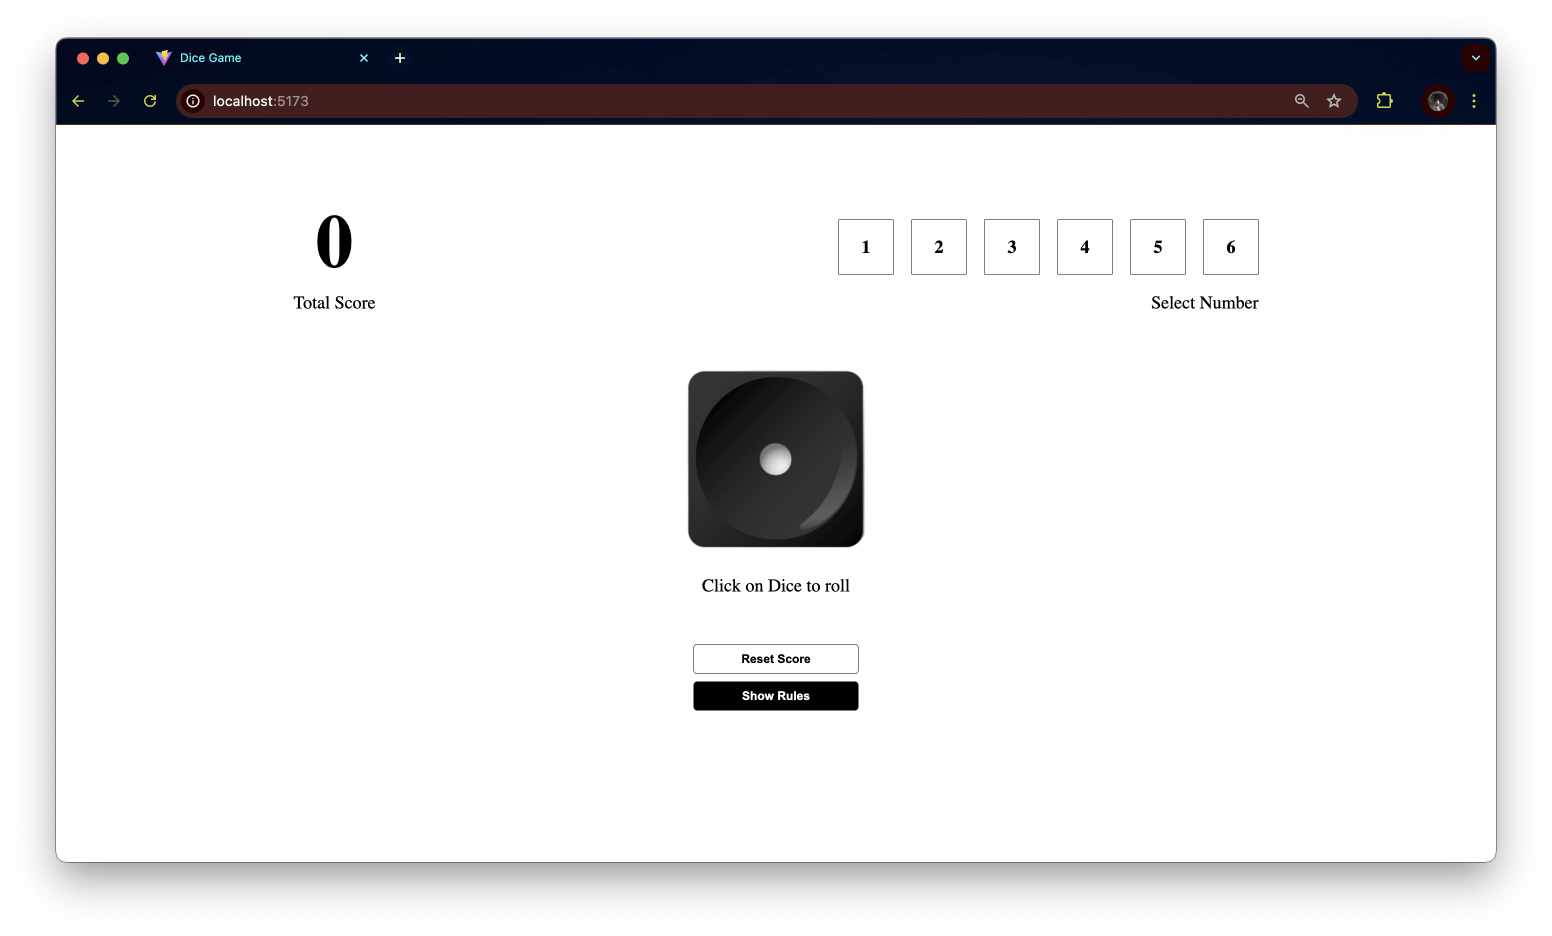 Dice Game
localhost:5173
0
1 2 3 4 5 6
Total Score
Select Number
Click on Dice to roll
Reset Score
Show Rules